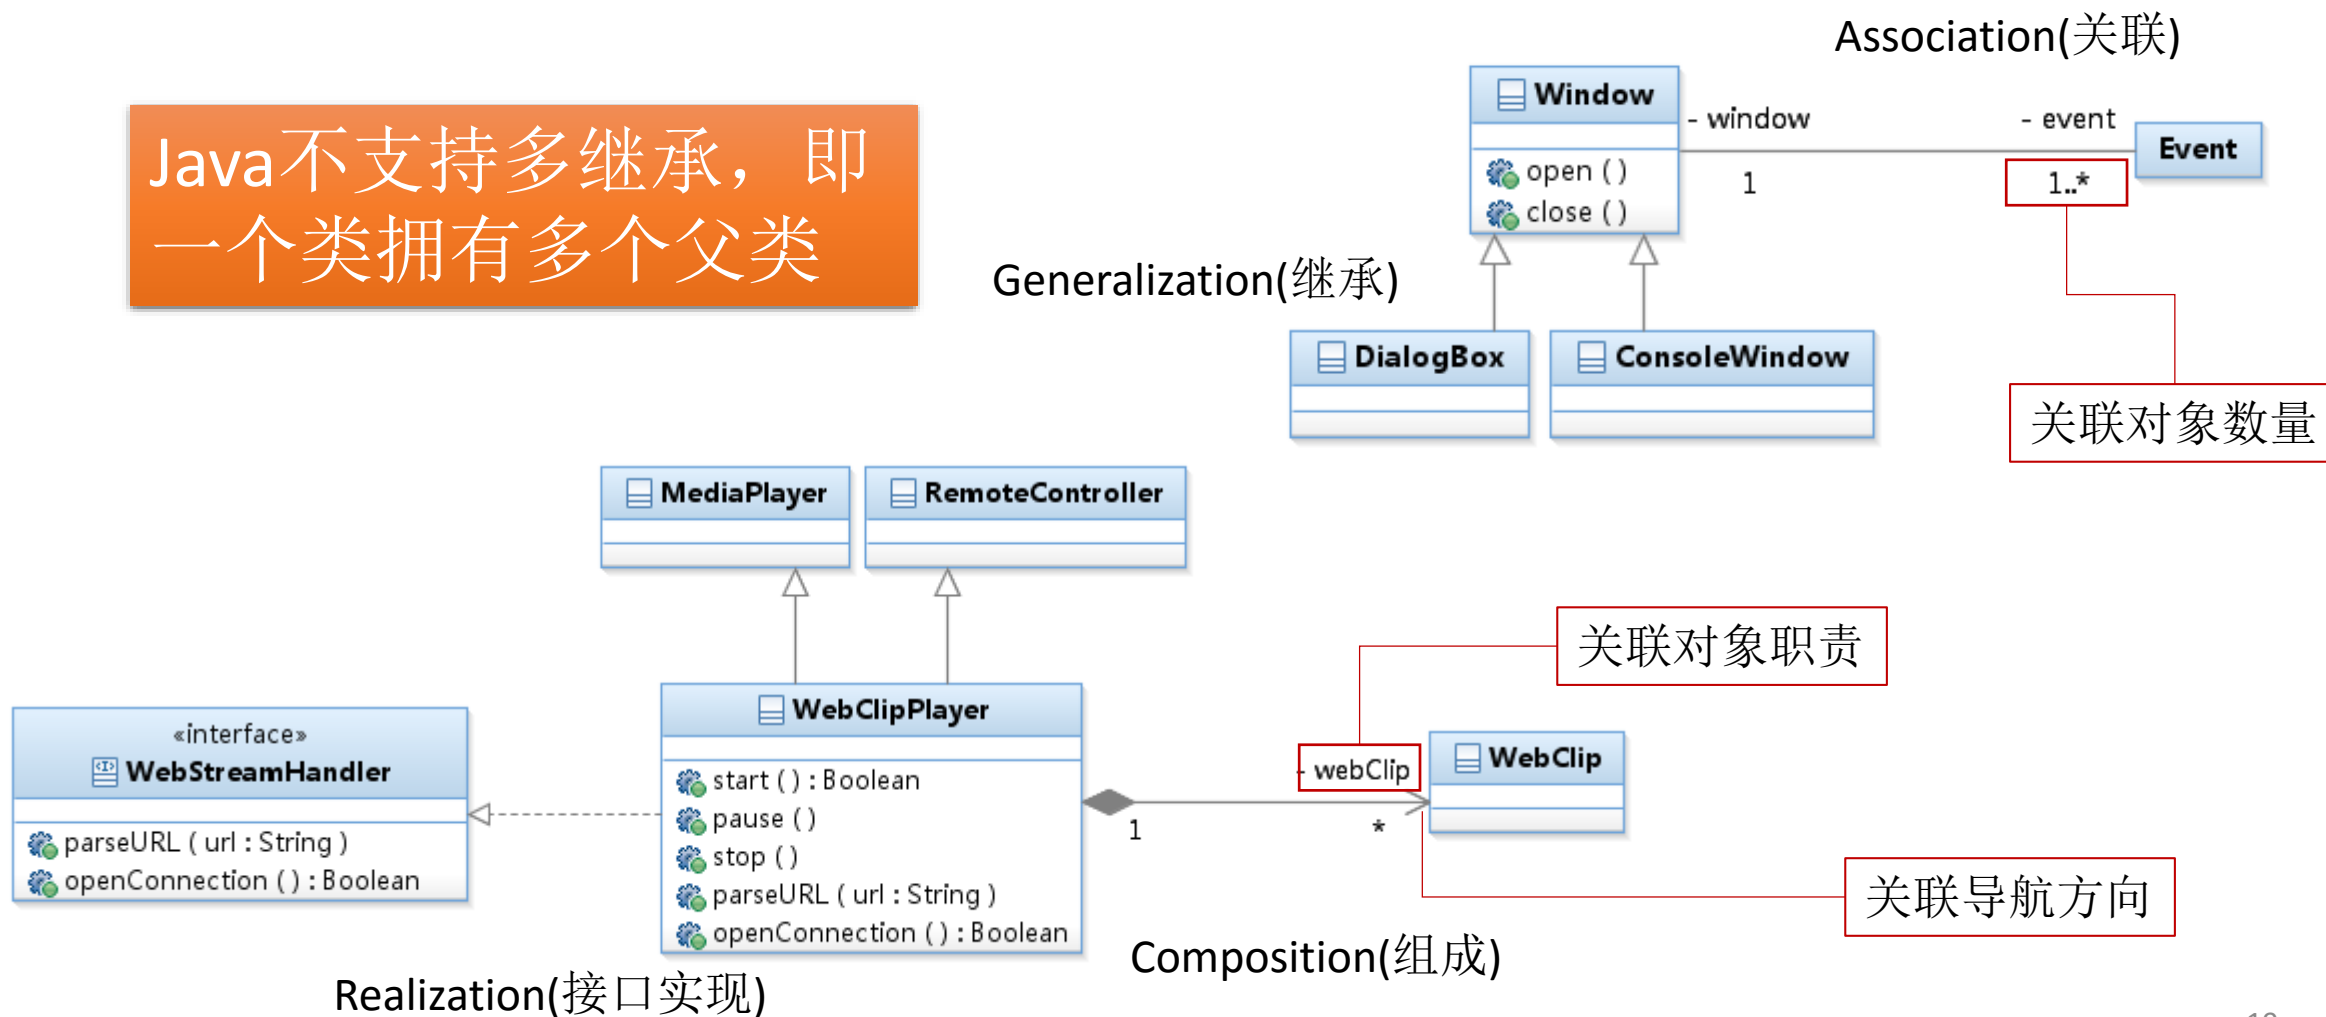 Association(关联)
Java不支持多继承，即
一个类拥有多个父类
Window
- window
- event
Event
open ( )
close ( )
1
1..*
Generalization(继承)
DialogBox
ConsoleWindow
关联对象数量
MediaPlayer
RemoteController
关联对象职责
«interface»
WebStreamHandler
parseURL ( url : String )
openConnection ( ) : Boolean
WebClipPlayer
start ( ) : Boolean
pause ( )
stop ( )
parseURL ( url : String )
openConnection ( ) : Boolean
- webClip
WebClip
1
*
关联导航方向
Composition(组成)
Realization(接口实现)